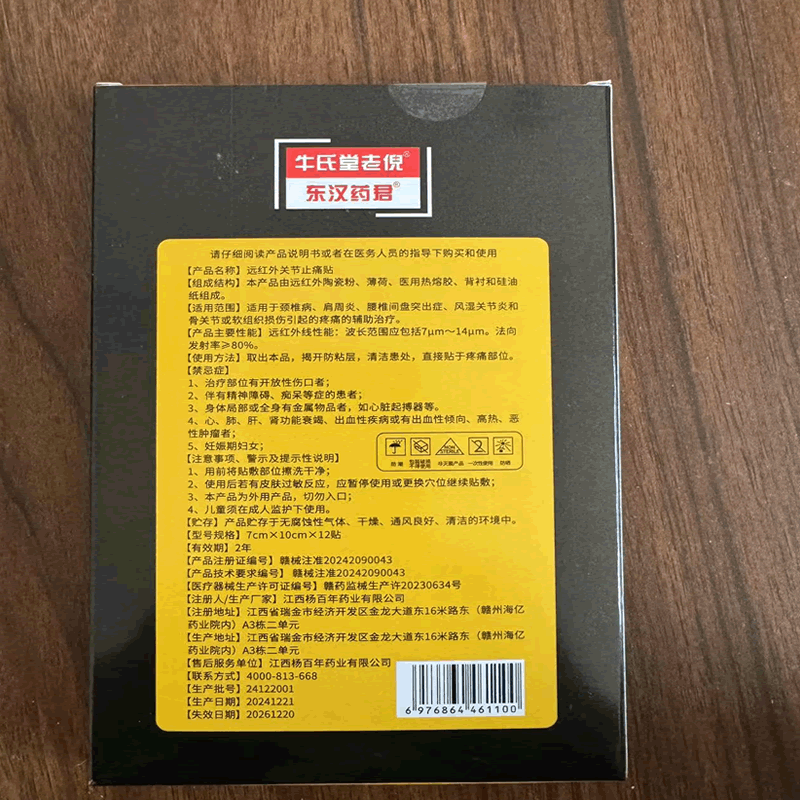 牛氏堂老倪®
东汉药君®
请仔细阅读产品说明书或者在医务人员的指导下购买和使用
【产品名称】远红外关节止痛贴
【组成结构】本产品由远红外陶瓷粉、薄荷、医用热熔胶、背衬和硅油
纸组成。
【适用范围】适用于颈椎病、肩周炎、腰椎间盘突出症、风湿关节炎和
骨关节或软组织损伤引起的疼痛的辅助治疗。
【产品主要性能】远红外线性能：波长范围应包括7μm～14μm。法向
发射率≥80%。
【使用方法】取出本品，揭开防粘层，清洁患处，直接贴于疼痛部位。
【禁忌症】
1、治疗部位有开放性伤口者；
2、伴有精神障碍、痴呆等症的患者；
3、身体局部或全身有金属物品者，如心脏起搏器等。
4、心、肺、肝、肾功能衰竭、出血性疾病或有出血性倾向、高热、恶
性肿瘤者；
5、妊娠期妇女；
【注意事项、警示及提示性说明】
1、用前将贴敷部位擦洗干净；
2、使用后若有皮肤过敏反应，应暂停使用或更换穴位继续贴敷；
3、本产品为外用产品，切勿入口；
4、儿童须在成人监护下使用。
防潮 包装破损不得使用 非灭菌产品 一次性使用 防晒
【贮存】产品贮存于无腐蚀性气体、干燥、通风良好、清洁的环境中。
【型号规格】7cm×10cm×12贴
【有效期】2年
【产品注册证编号】赣械注准20242090043
【产品技术要求编号】赣械注准20242090043
【医疗器械生产许可证编号】赣药监械生产许20230634号
【注册人/生产厂家】江西杨百年药业有限公司
【注册地址】江西省瑞金市经济开发区金龙大道东16米路东（赣州海亿
药业院内）A3栋二单元
【生产地址】江西省瑞金市经济开发区金龙大道东16米路东（赣州海亿
药业院内）A3栋二单元
【售后服务单位】江西杨百年药业有限公司
【联系方式】4000-813-668
【生产批号】24122001
【生产日期】20241221
【失效日期】20261220
6 976864 461100